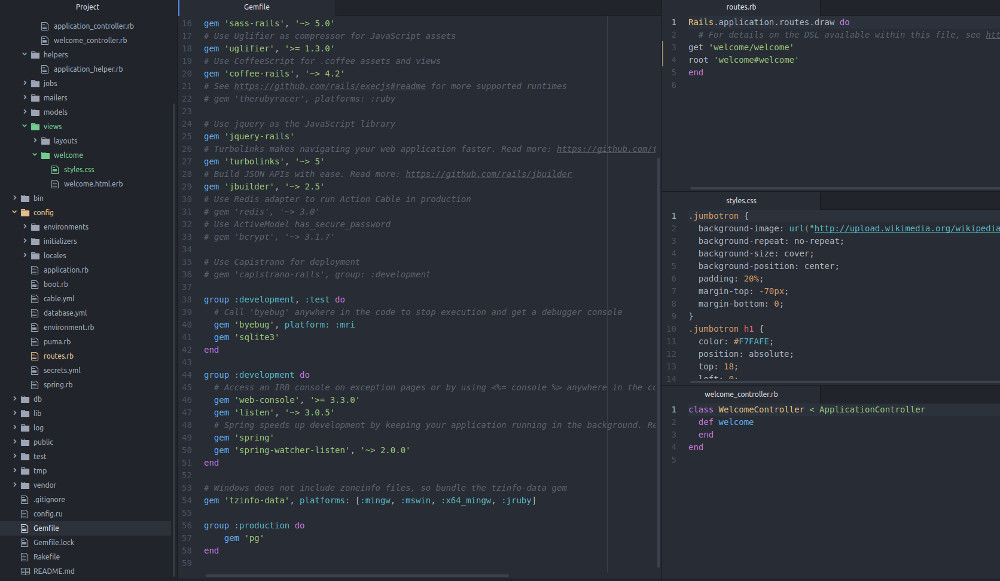 Project
application_controller.rb
welcome_controller.rb
helpers
application_helper.rb
jobs
mailers
models
views
layouts
welcome
styles.css
welcome.html.erb
bin
config
environments
initializers
locales
application.rb
boot.rb
cable.yml
database.yml
environment.rb
puma.rb
routes.rb
secrets.yml
spring.rb
db
lib
log
public
test
tmp
vendor
.gitignore
config.ru
Gemfile
Gemfile.lock
Rakefile
README.md
Gemfile
16 gem 'sass-rails', '~> 5.0'
17 # Use Uglifier as compressor for JavaScript assets
18 gem 'uglifier', '>= 1.3.0'
19 # Use CoffeeScript for .coffee assets and views
20 gem 'coffee-rails', '~> 4.2'
21 # See https://github.com/rails/execjs#readme for more supported runtimes
22 # gem 'therubyracer', platforms: :ruby
23
24 # Use jquery as the JavaScript library
25 gem 'jquery-rails'
26 # Turbolinks makes navigating your web application faster. Read more: https://github.com/
27 gem 'turbolinks', '~> 5'
28 # Build JSON APIs with ease. Read more: https://github.com/rails/jbuilder
29 gem 'jbuilder', '~> 2.5'
30 # Use Redis adapter to run Action Cable in production
31 # gem 'redis', '~> 3.0'
32 # Use ActiveModel has_secure_password
33 # gem 'bcrypt', '~> 3.1.7'
34
35 # Use Capistrano for deployment
36 # gem 'capistrano-rails', group: :development
37
38 group :development, :test do
39 # Call 'byebug' anywhere in the code to stop execution and get a debugger console
40 gem 'byebug', platform: :mri
41 gem 'sqlite3'
42 end
43
44 group :development do
45 # Access an IRB console on exception pages or by using <%= console %> anywhere in the co
46 gem 'web-console', '>= 3.3.0'
47 gem 'listen', '~> 3.0.5'
48 # Spring speeds up development by keeping your application running in the background. Re
49 gem 'spring'
50 gem 'spring-watcher-listen', '~> 2.0.0'
51 end
52
53 # Windows does not include zoneinfo files, so bundle the tzinfo-data gem
54 gem 'tzinfo-data', platforms: [:mingw, :mswin, :x64_mingw, :jruby]
55
56 group :production do
57 gem 'pg'
58 end
59
routes.rb
1 Rails.application.routes.draw do
2 # For details on the DSL available within this file, see ht
3 get 'welcome/welcome'
4 root 'welcome#welcome'
5 end
6
styles.css
1 .jumbotron {
2 background-image: url("http://upload.wikimedia.org/wikipedia
3 background-repeat: no-repeat;
4 background-size: cover;
5 background-position: center;
6 padding: 20%;
7 margin-top: -70px;
8 margin-bottom: 0;
9 }
10 .jumbotron h1 {
11 color: #F7FAFE;
12 position: absolute;
13 top: 18;
14 left: 0;
welcome_controller.rb
1 class WelcomeController < ApplicationController
2 def welcome
3 end
4 end
5